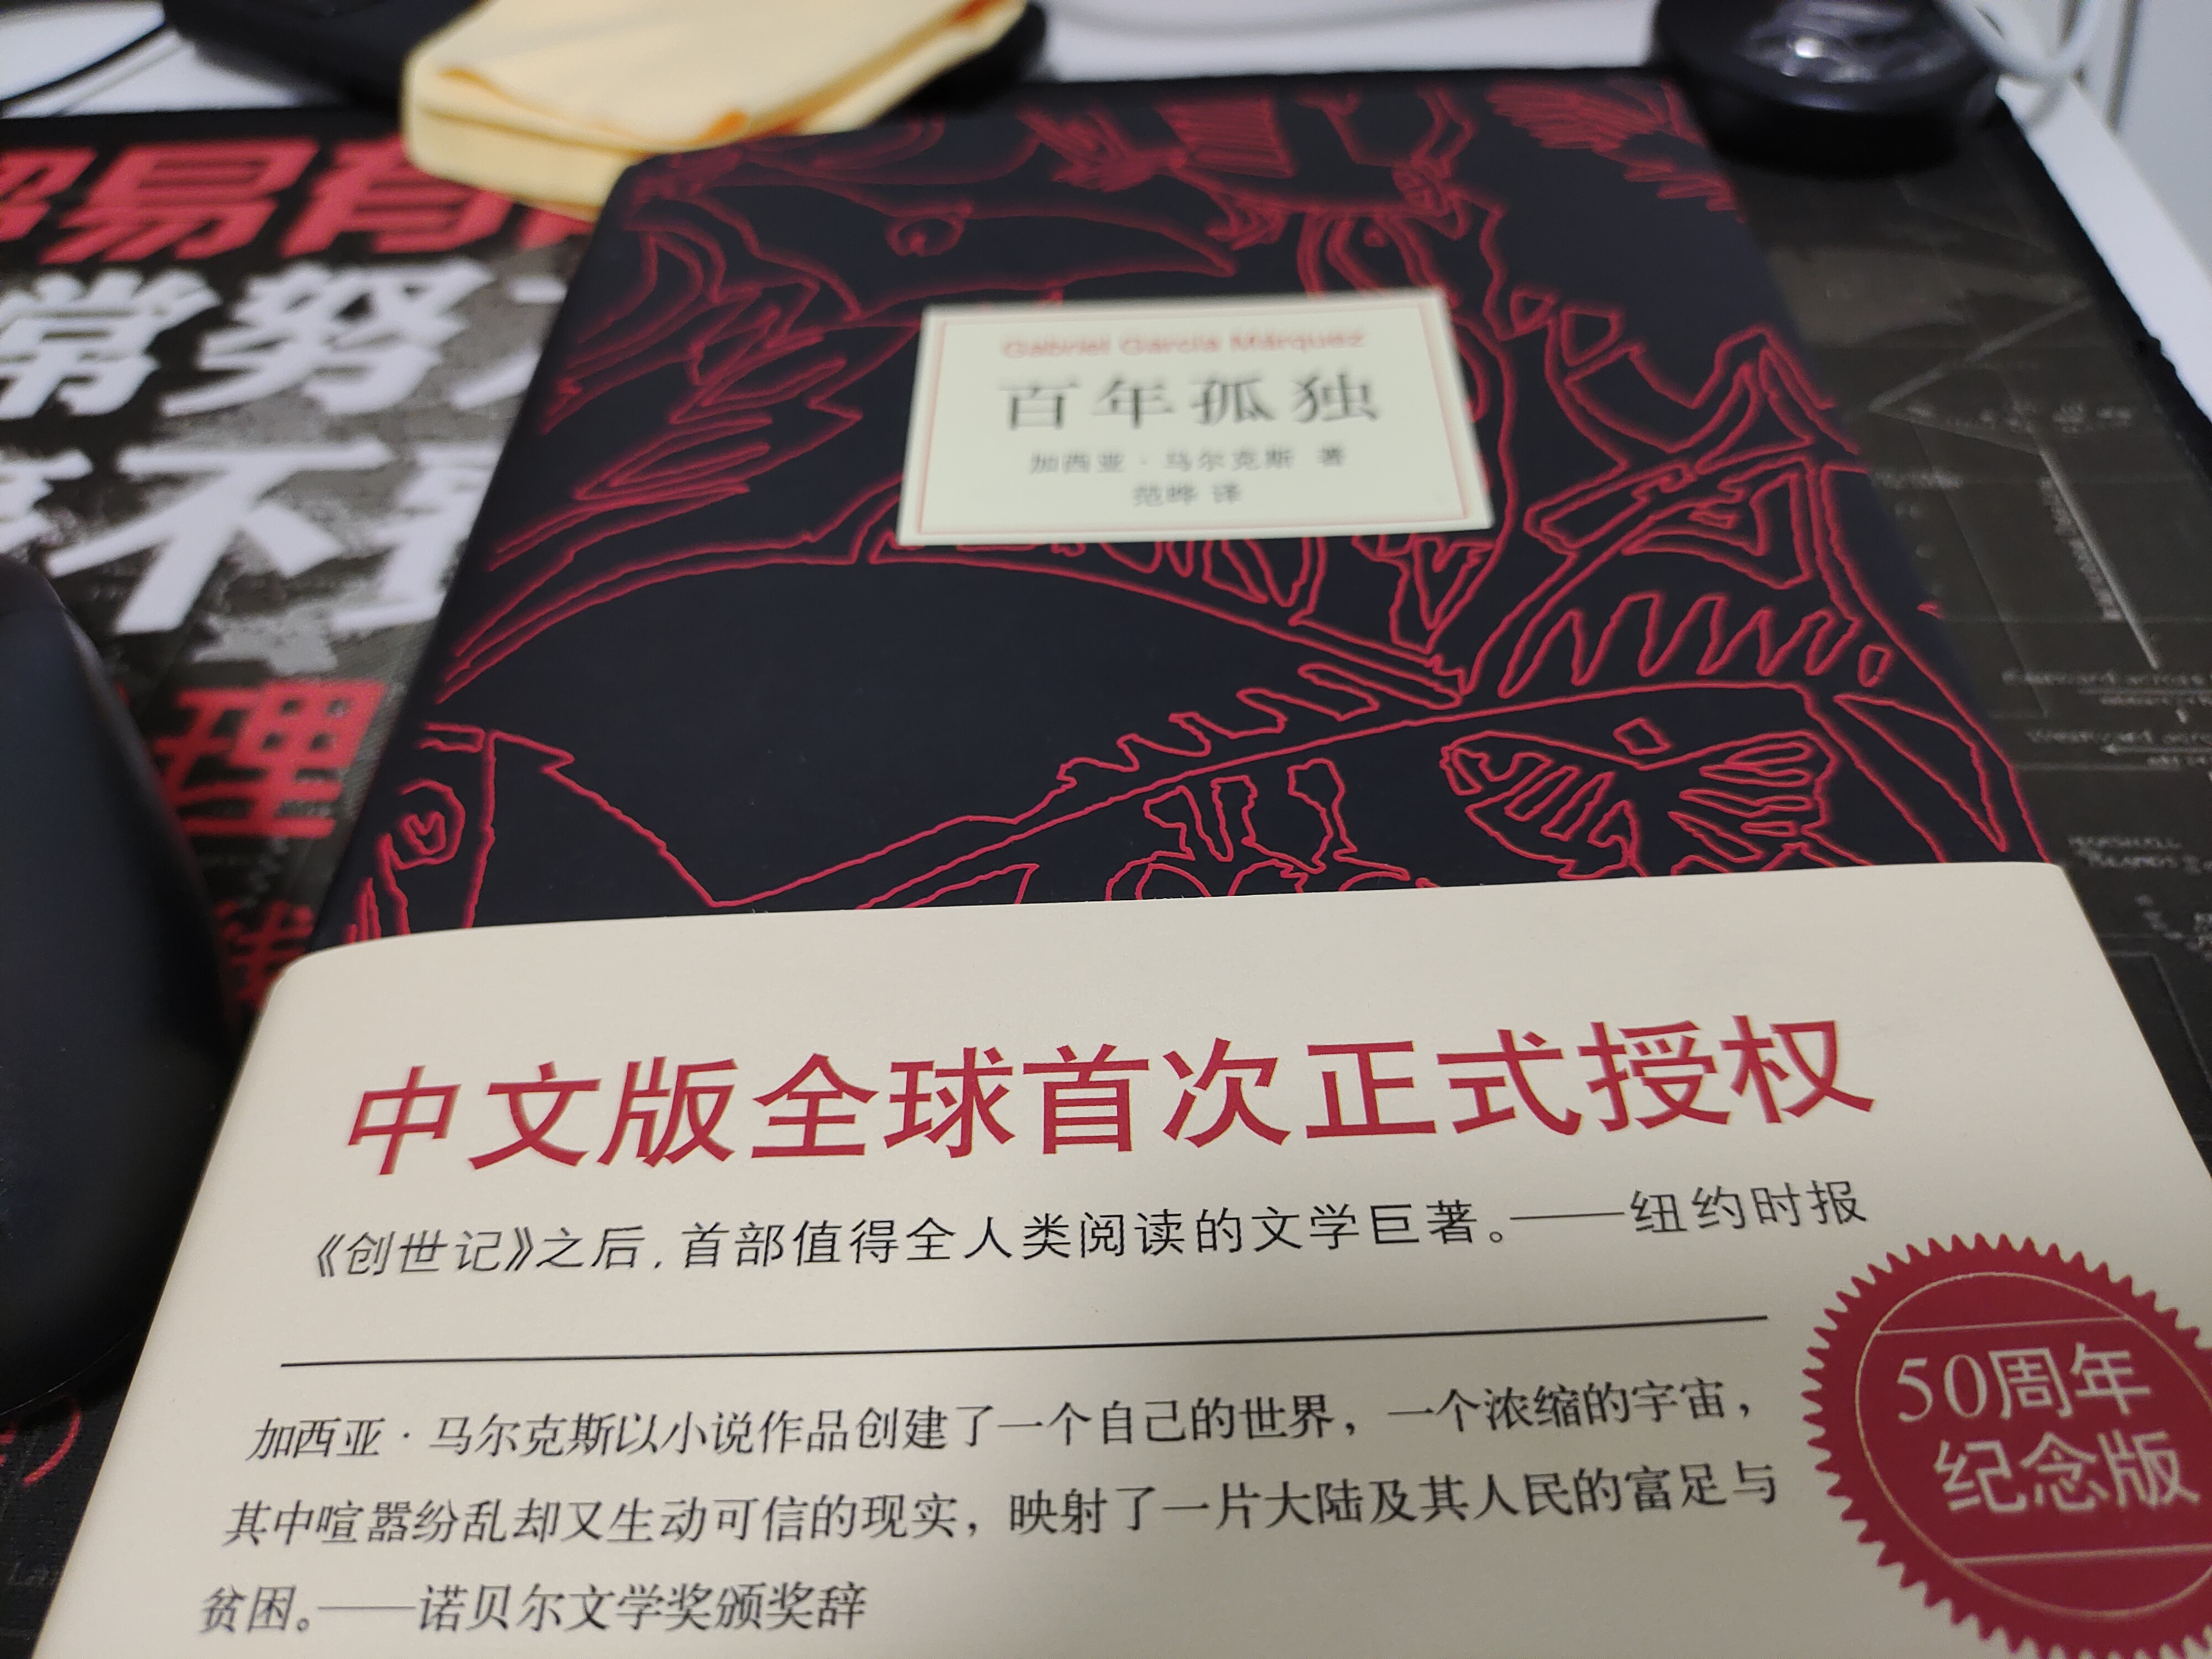 Gabriel García Márquez
百年孤独
加西亚·马尔克斯 著
范晔 译
中文版全球首次正式授权
《创世记》之后,首部值得全人类阅读的文学巨著。——纽约时报
加西亚·马尔克斯以小说作品创建了一个自己的世界，一个浓缩的宇宙，
其中喧嚣纷乱却又生动可信的现实，映射了一片大陆及其人民的富足与
贫困。——诺贝尔文学奖颁奖辞
50周年
纪念版
易
常努
不
理